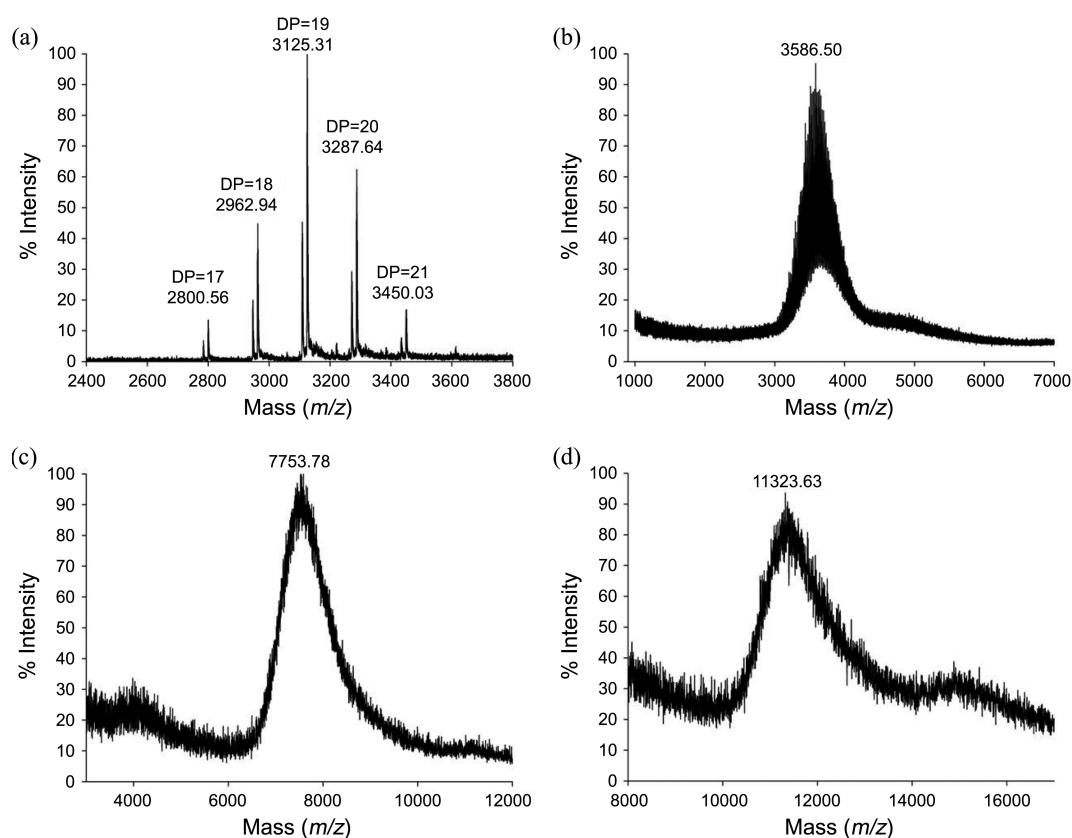 (a)
DP=19
3125.31
DP=20
3287.64
DP=18
2962.94
DP=17
2800.56
DP=21
3450.03
100
90
80
70
60
50
40
30
20
10
0
% Intensity
2400 2600 2800 3000 3200 3400 3600 3800
Mass (m/z)
(b)
3586.50
100
90
80
70
60
50
40
30
20
10
0
% Intensity
1000 2000 3000 4000 5000 6000 7000
Mass (m/z)
(c)
7753.78
100
90
80
70
60
50
40
30
20
10
0
% Intensity
4000 6000 8000 10000 12000
Mass (m/z)
(d)
11323.63
100
90
80
70
60
50
40
30
20
10
0
% Intensity
8000 10000 12000 14000 16000
Mass (m/z)